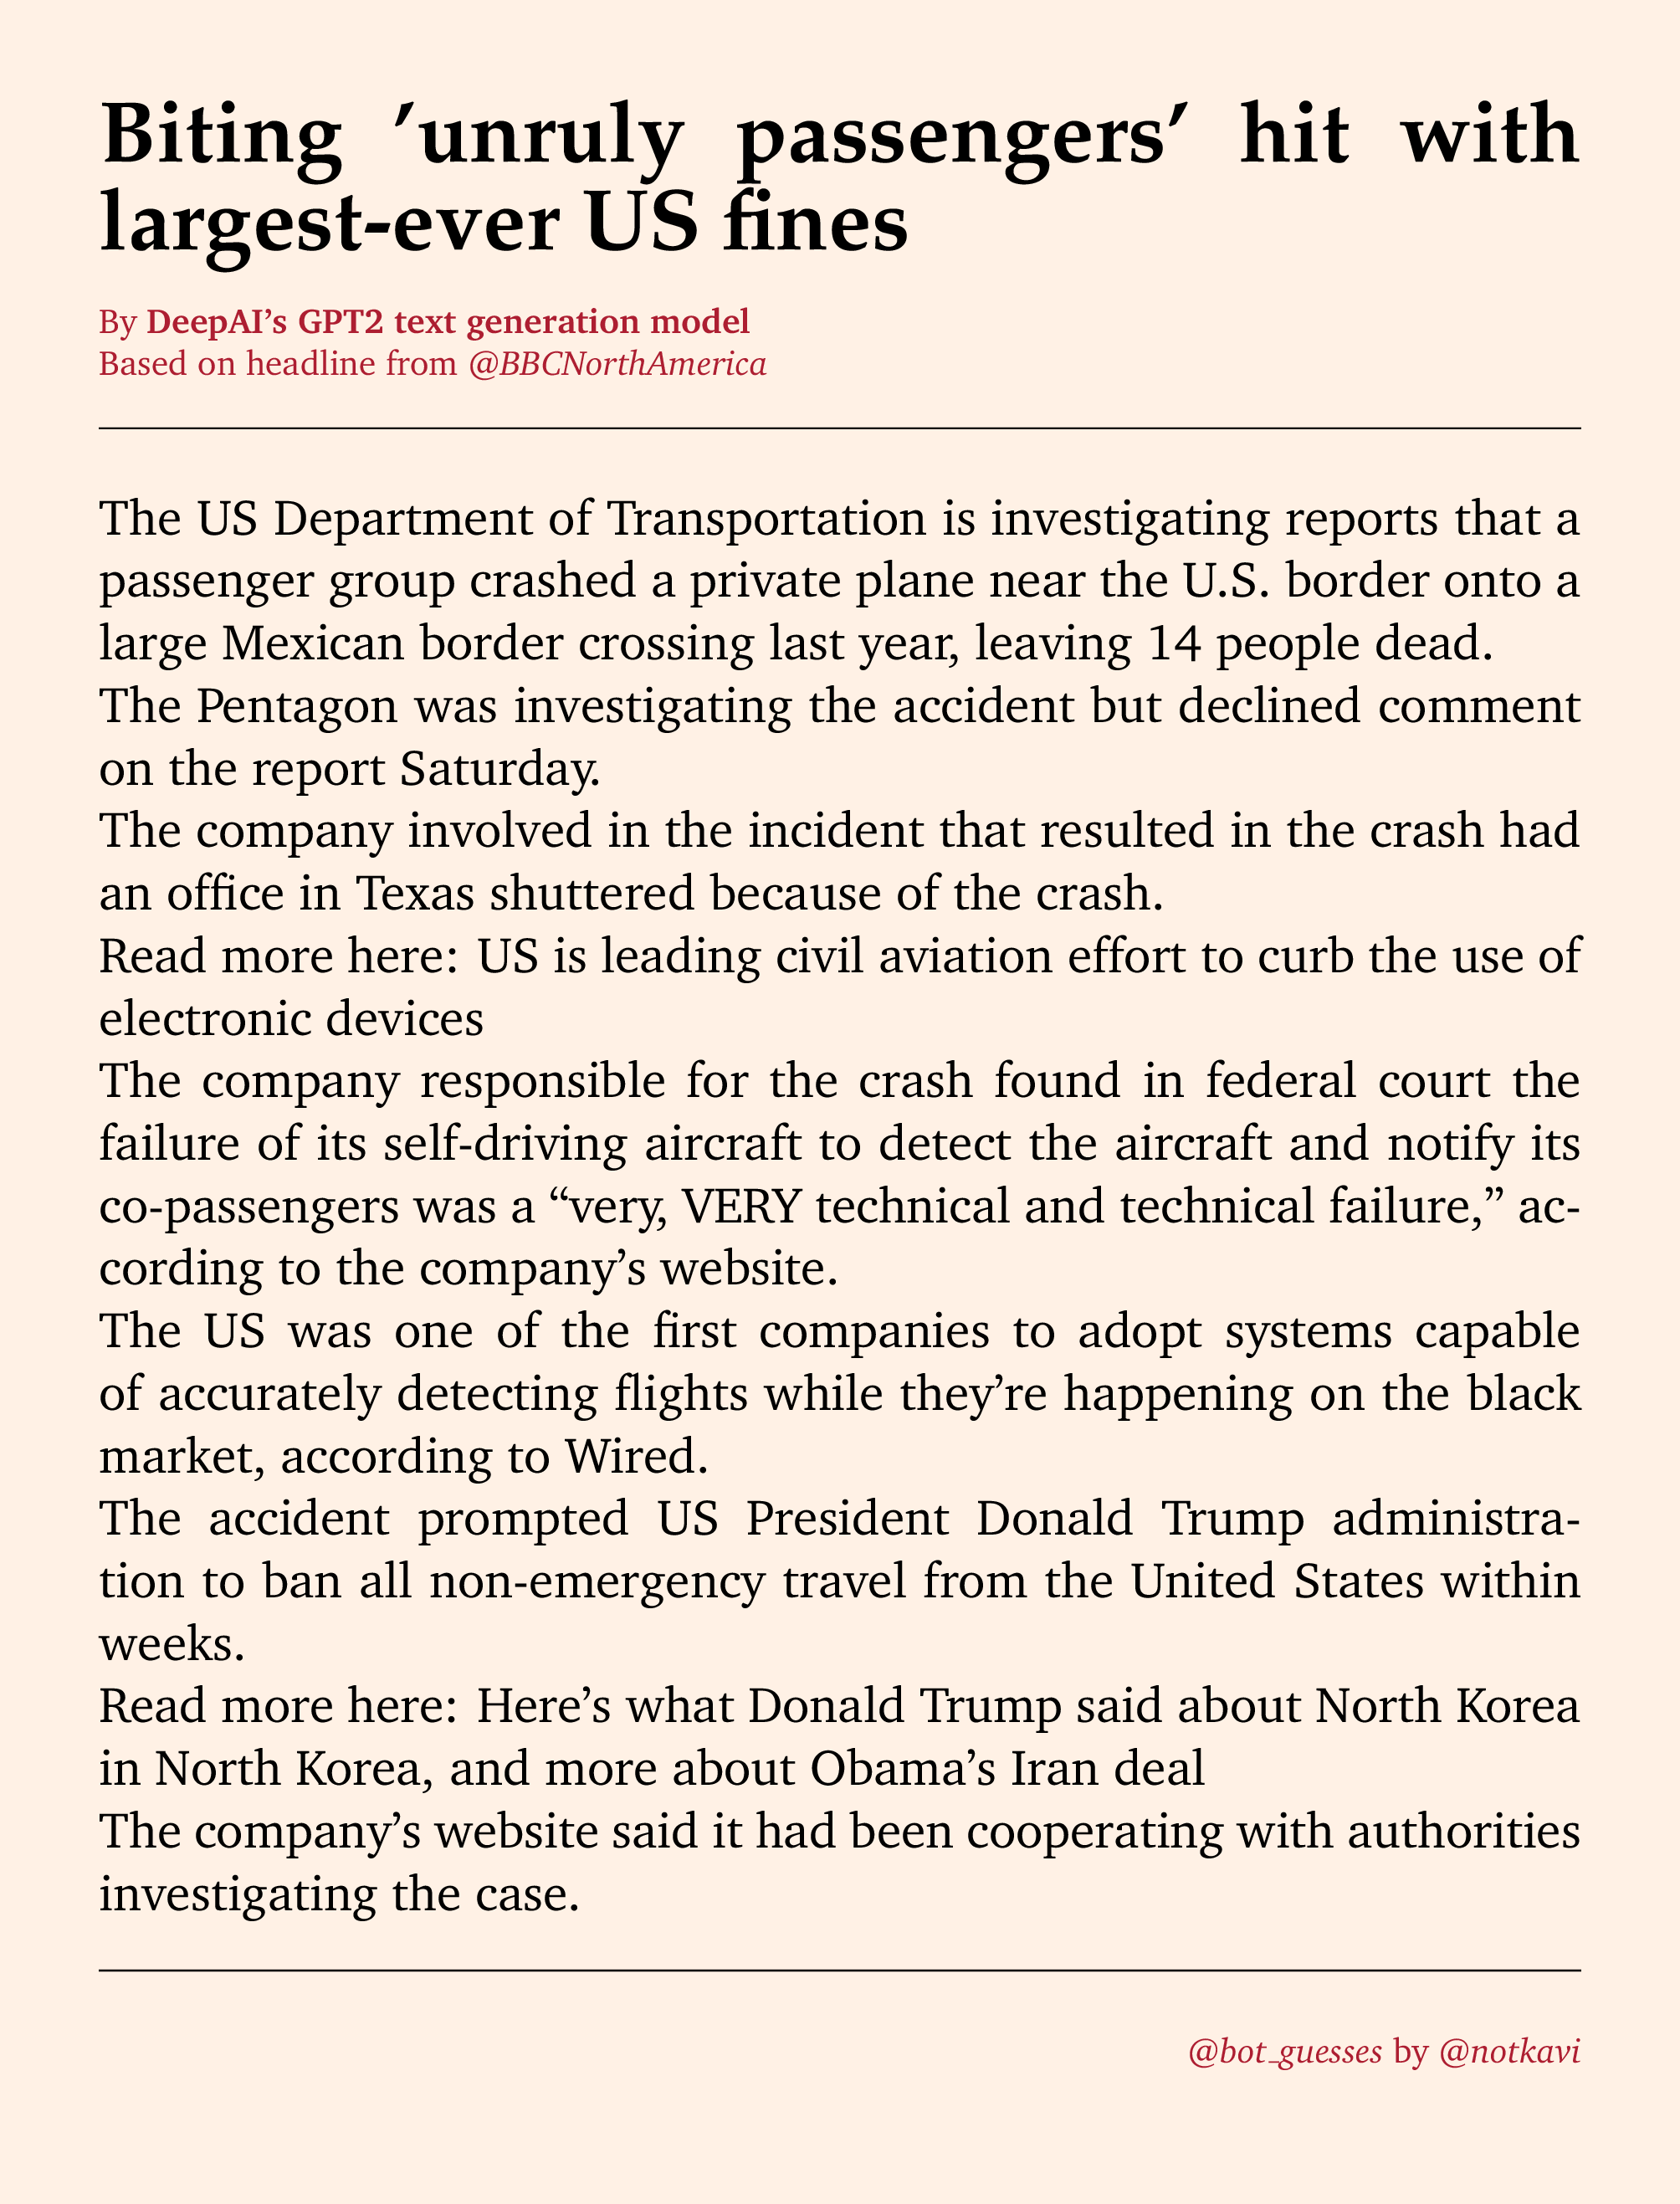 Biting ’unruly passengers’ hit with
largest-ever US fines
By DeepAI’s GPT2 text generation model
Based on headline from @BBCNorthAmerica
The US Department of Transportation is investigating reports that a
passenger group crashed a private plane near the U.S. border onto a
large Mexican border crossing last year, leaving 14 people dead.
The Pentagon was investigating the accident but declined comment
on the report Saturday.
The company involved in the incident that resulted in the crash had
an office in Texas shuttered because of the crash.
Read more here: US is leading civil aviation effort to curb the use of
electronic devices
The company responsible for the crash found in federal court the
failure of its self-driving aircraft to detect the aircraft and notify its
co-passengers was a “very, VERY technical and technical failure,” ac-
cording to the company’s website.
The US was one of the first companies to adopt systems capable
of accurately detecting flights while they’re happening on the black
market, according to Wired.
The accident prompted US President Donald Trump administra-
tion to ban all non-emergency travel from the United States within
weeks.
Read more here: Here’s what Donald Trump said about North Korea
in North Korea, and more about Obama’s Iran deal
The company’s website said it had been cooperating with authorities
investigating the case.
@bot_guesses by @notkavi